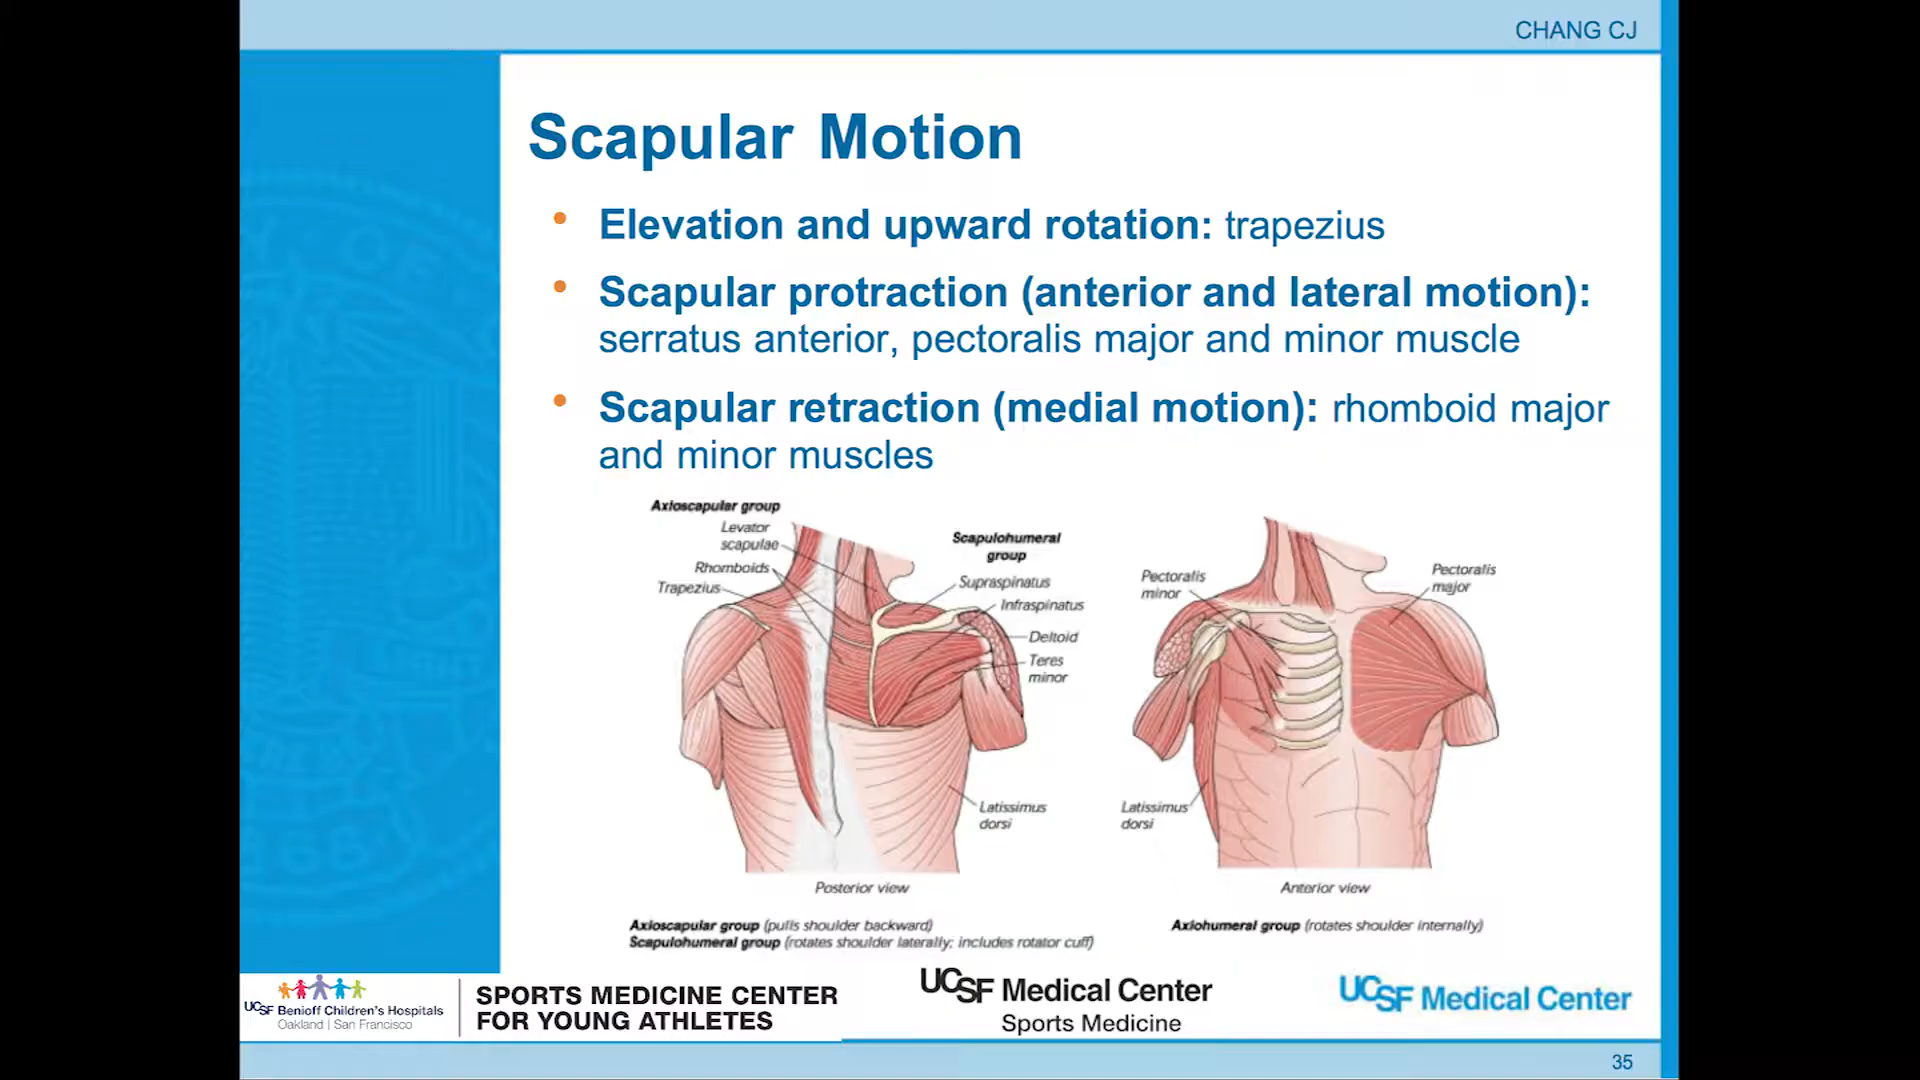 CHANG CJ
Scapular Motion
• Elevation and upward rotation: trapezius
• Scapular protraction (anterior and lateral motion):
serratus anterior, pectoralis major and minor muscle
• Scapular retraction (medial motion): rhomboid major
and minor muscles
Axioscapular group
Levator
scapulae
Rhomboids
Trapezius
Scapulohumeral
group
Supraspinatus
Infraspinatus
Deltoid
Teres
minor
Latissimus
dorsi
Posterior view
Axioscapular group (pulls shoulder backward)
Scapulohumeral group (rotates shoulder laterally; includes rotator cuff)
Pectoralis
minor
Pectoralis
major
Latissimus
dorsi
Anterior view
Axiohumeral group (rotates shoulder internally)
UCSF Benioff Children's Hospitals
Oakland | San Francisco
SPORTS MEDICINE CENTER
FOR YOUNG ATHLETES
UCSF Medical Center
Sports Medicine
UCSF Medical Center
35